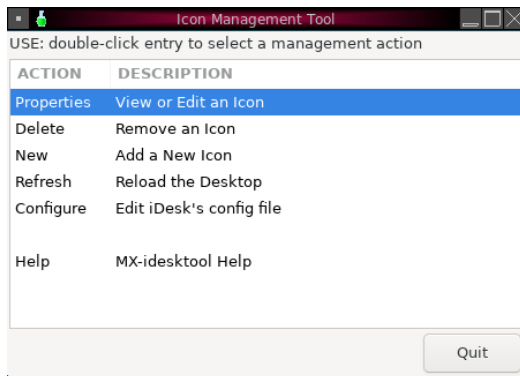 Icon Management Tool
USE: double-click entry to select a management action
ACTION DESCRIPTION
Properties View or Edit an Icon
Delete Remove an Icon
New Add a New Icon
Refresh Reload the Desktop
Configure Edit iDesk's config file
Help MX-idesktool Help
Quit